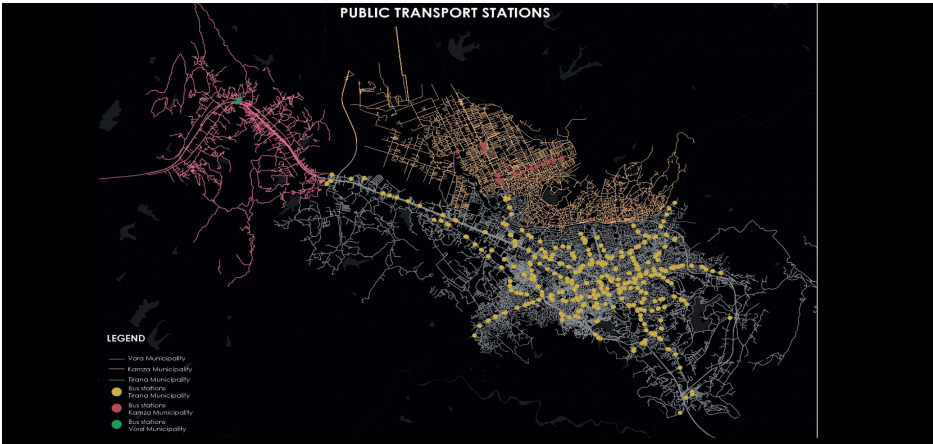 PUBLIC TRANSPORT STATIONS
LEGEND
Vora Municipality
Kamza Municipality
Tirana Municipality
Bus stations
Tirana Municipality
Bus stations
Kamza Municipality
Bus stations
Vora Municipality